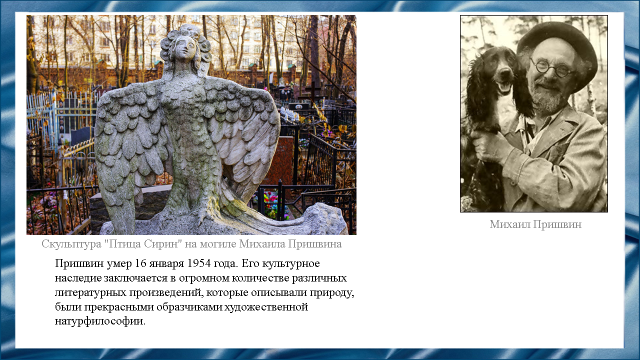 Скульптура "Птица Сирин" на могиле Михаила Пришвина
Михаил Пришвин
Пришвин умер 16 января 1954 года. Его культурное
наследие заключается в огромном количестве различных
литературных произведений, которые описывали природу,
были прекрасными образчиками художественной
натурфилософии.